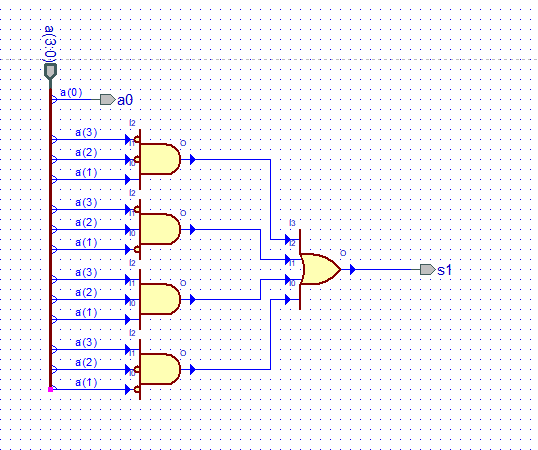 a(3:0)
a(0)
a0
I2
a(3)
I1
O
a(2)
I0
a(1)
I2
a(3)
I1
O
a(2)
I0
a(1)
I3
I2
O
I1
s1
I0
I2
a(3)
I1
O
a(2)
I0
a(1)
I2
a(3)
I1
O
a(2)
I0
a(1)